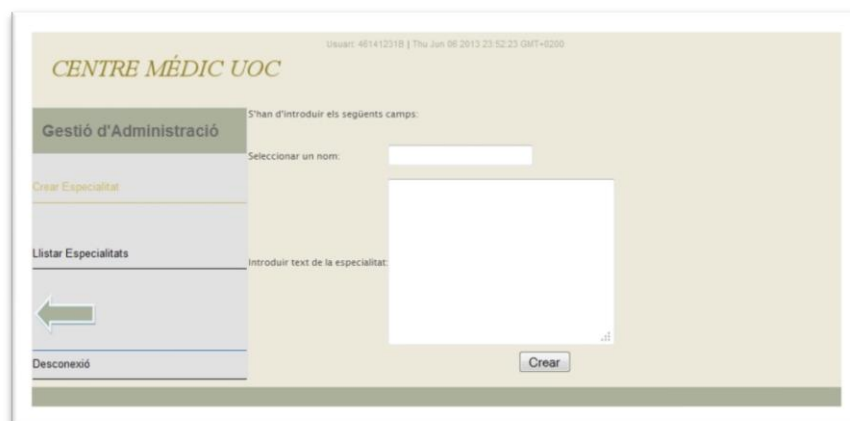 Usuari: 46141231B | Thu Jun 06 2013 23:52:23 GMT+0200
CENTRE MÉDIC UOC
Gestió d'Administració
Crear Especialitat
Llistar Especialitats
Desconexió
S'han d'introduir els següents camps:
Seleccionar un nom:
Introduir text de la especialitat:
Crear